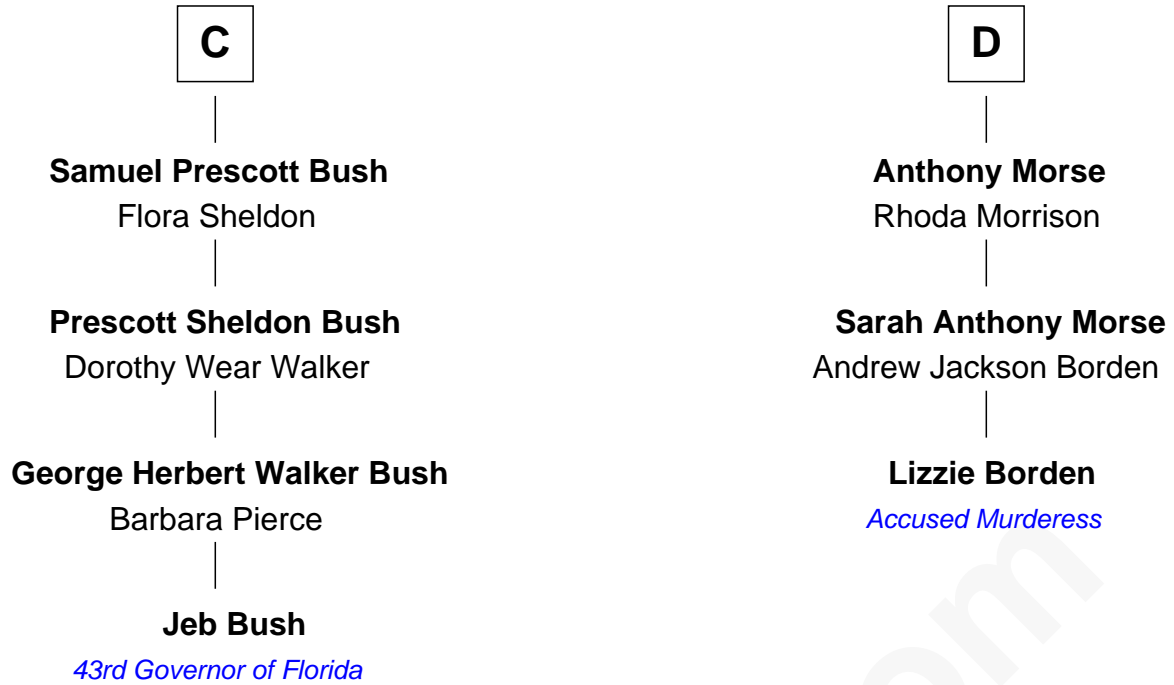 C
Samuel Prescott Bush
Flora Sheldon
Prescott Sheldon Bush
Dorothy Wear Walker
George Herbert Walker Bush
Barbara Pierce
Jeb Bush
43rd Governor of Florida
D
Anthony Morse
Rhoda Morrison
Sarah Anthony Morse
Andrew Jackson Borden
Lizzie Borden
Accused Murderess
om